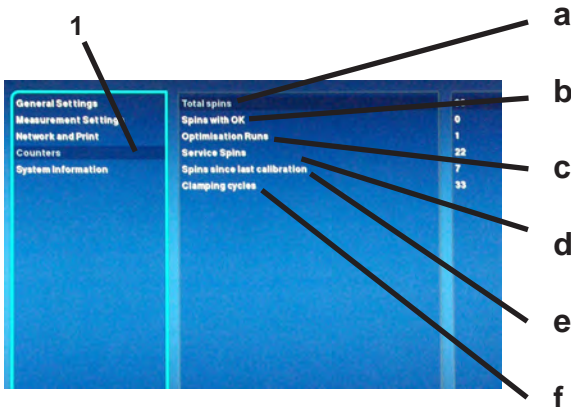 1
a
b
c
d
e
f
General Settings
Measurement
Network and Print
Counters
System Information
Total spins
Spins with OK 0
Optimisation Runs 1
Service Spins 22
Spins since last calibration 7
Clamping cycles 33